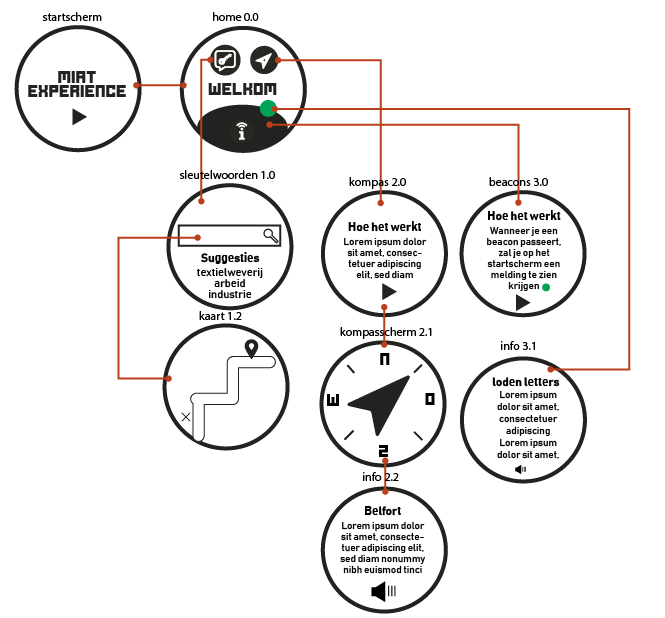 startscherm
MIAT
EXPERIENCE
home 0.0
WELKOM
i
sleutelwoorden 1.0
Suggesties
textielweverij
arbeid
industrie
kaart 1.2
kompas 2.0
Hoe het werkt
Lorem ipsum dolor
sit amet, consec-
tetuer adipiscing
elit, sed diam
kompasscherm 2.1
N
W
O
Z
info 2.2
Belfort
Lorem ipsum dolor
sit amet, consecte-
tuer adipiscing elit,
sed diam nonummy
nibh euismod tinci
beacons 3.0
Hoe het werkt
Wanneer je een
beacon passeert,
zal je op het
startscherm een
melding te zien
krijgen
info 3.1
loden letters
Lorem ipsum
dolor sit amet,
consectetuer
adipiscing
Lorem ipsum
dolor sit amet,